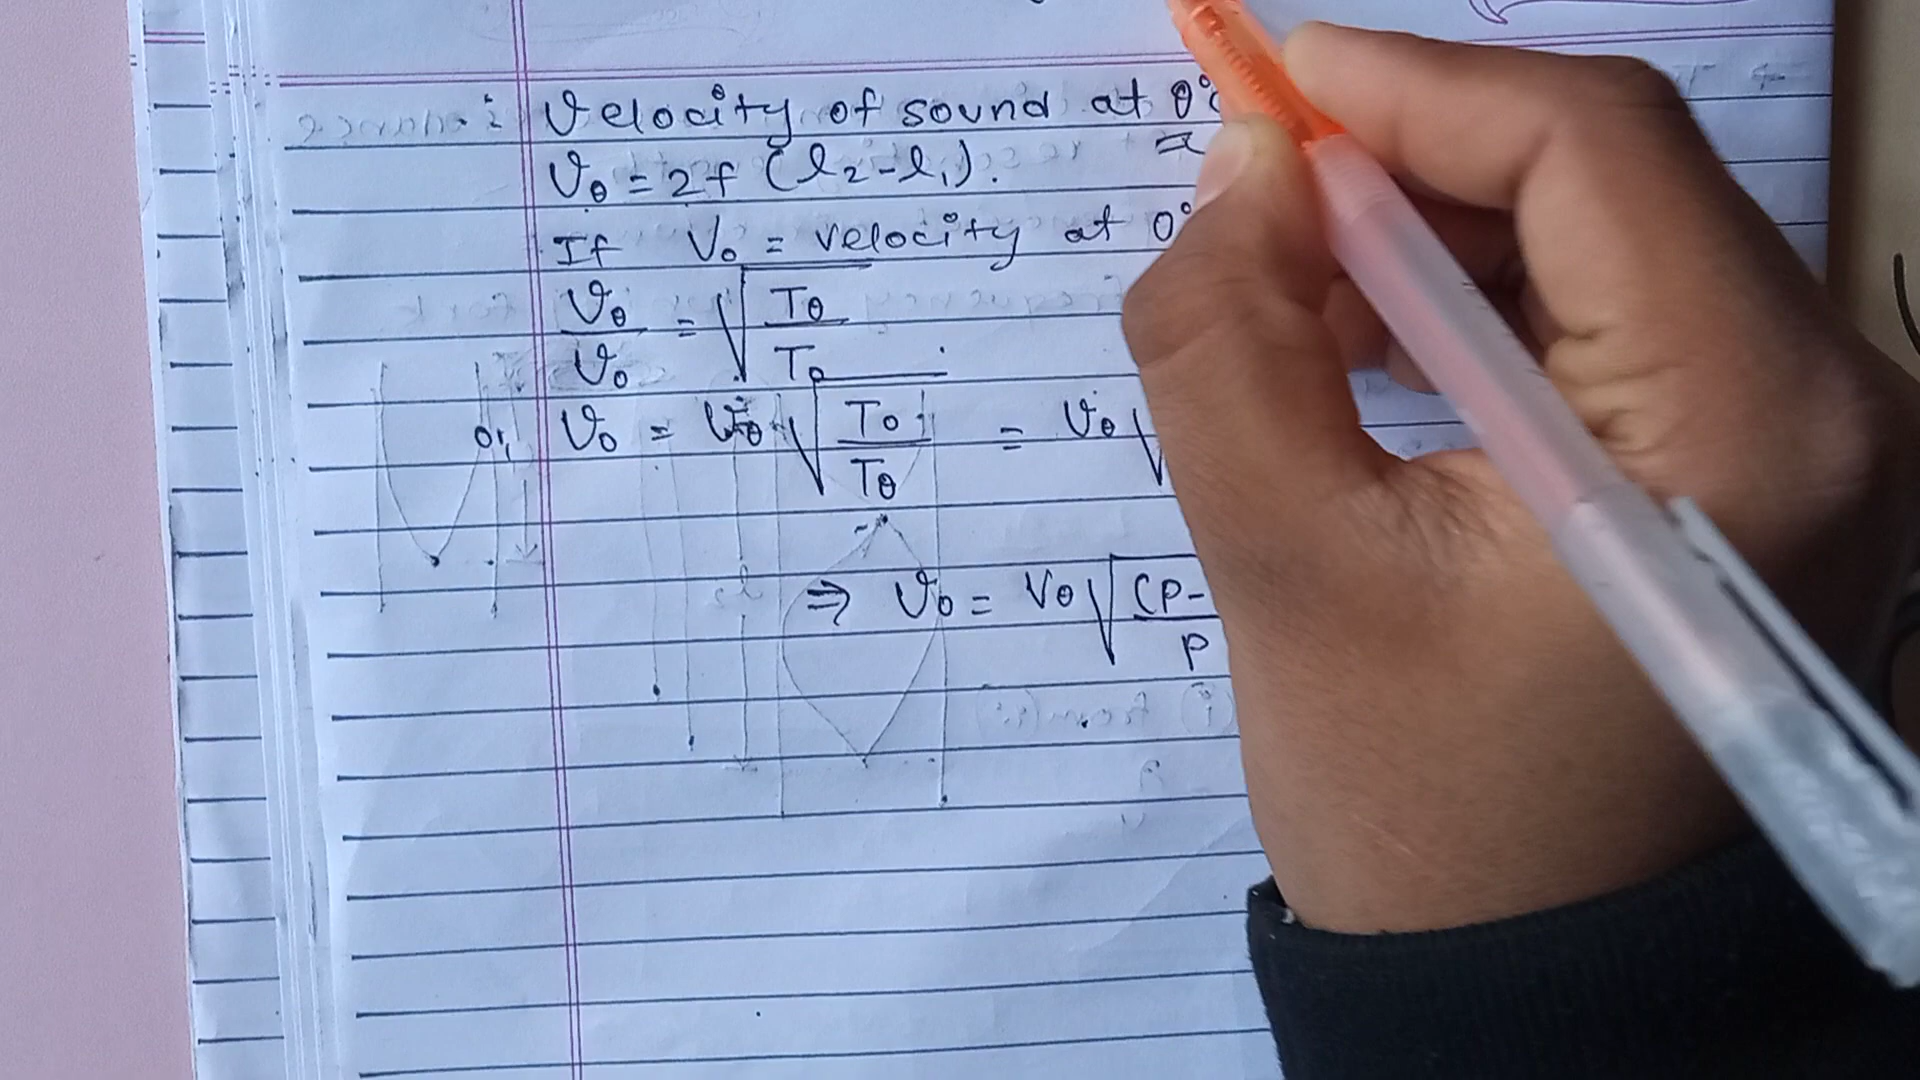 Velocity of sound at θ°
Vθ = 2f (l₂-l₁).
If V₀ = velocity at 0°
Vθ/V₀ = √(Tθ/T₀)
or, V₀ = Vθ √(T₀/Tθ) = Vθ √
⇒ V₀ = Vθ √((P-/P